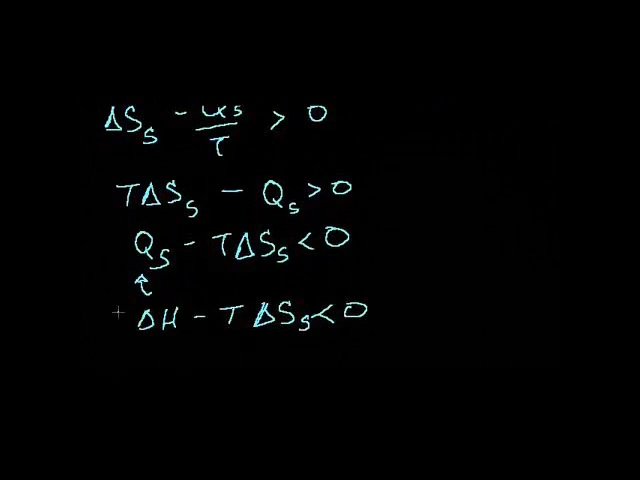 ΔS_S - Q_S/T > 0
TΔS_S - Q_S > 0
Q_S - TΔS_S < 0
↑
ΔH - TΔS_S < 0